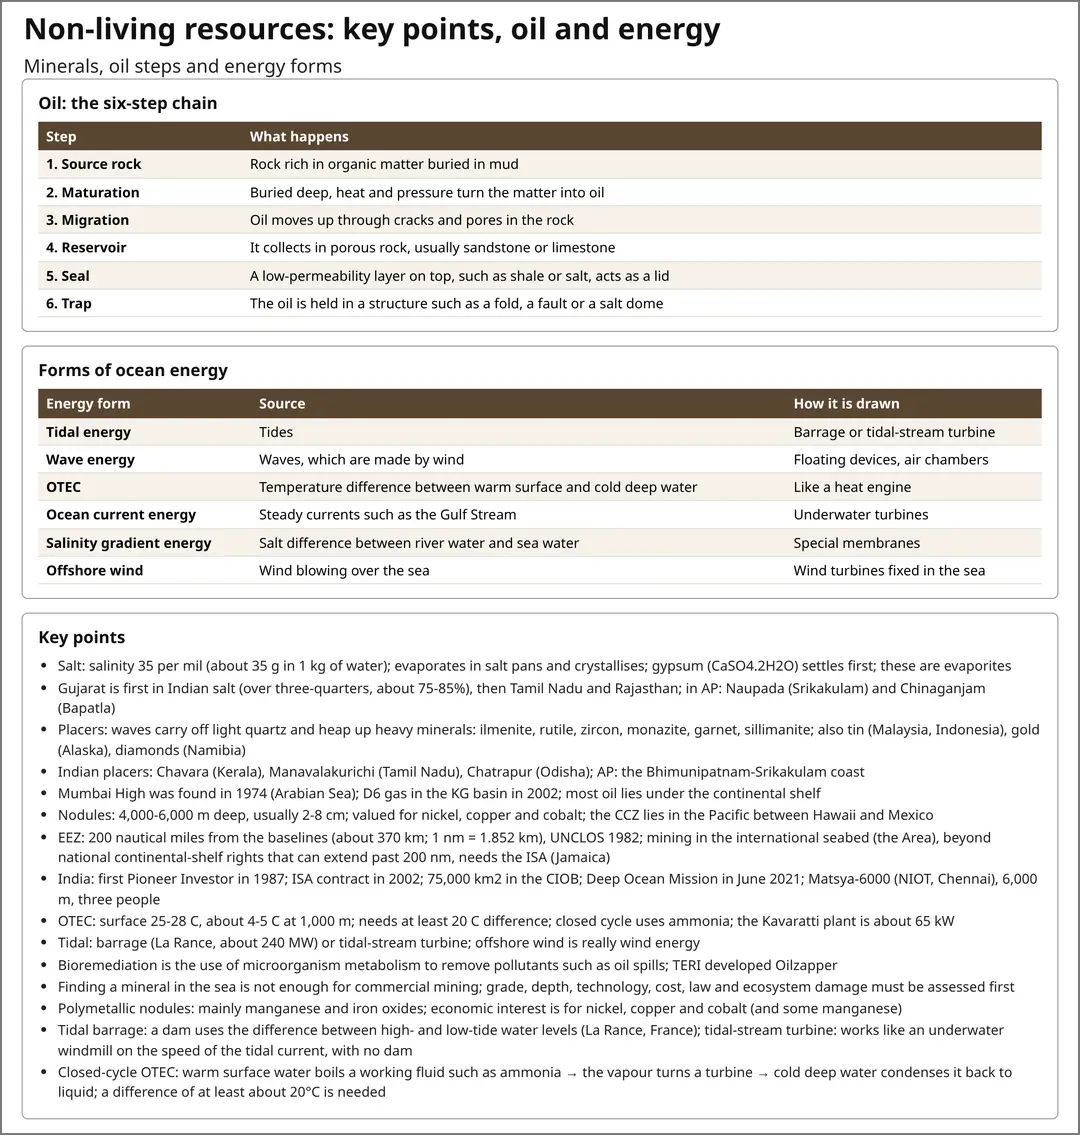 Non-living resources: key points, oil and energy
Minerals, oil steps and energy forms
Oil: the six-step chain
Step What happens
1. Source rock Rock rich in organic matter buried in mud
2. Maturation Buried deep, heat and pressure turn the matter into oil
3. Migration Oil moves up through cracks and pores in the rock
4. Reservoir It collects in porous rock, usually sandstone or limestone
5. Seal A low-permeability layer on top, such as shale or salt, acts as a lid
6. Trap The oil is held in a structure such as a fold, a fault or a salt dome
Forms of ocean energy
Energy form Source How it is drawn
Tidal energy Tides Barrage or tidal-stream turbine
Wave energy Waves, which are made by wind Floating devices, air chambers
OTEC Temperature difference between warm surface and cold deep water Like a heat engine
Ocean current energy Steady currents such as the Gulf Stream Underwater turbines
Salinity gradient energy Salt difference between river water and sea water Special membranes
Offshore wind Wind blowing over the sea Wind turbines fixed in the sea
Key points
• Salt: salinity 35 per mil (about 35 g in 1 kg of water); evaporates in salt pans and crystallises; gypsum (CaSO4.2H2O) settles first; these are evaporites
• Gujarat is first in Indian salt (over three-quarters, about 75-85%), then Tamil Nadu and Rajasthan; in AP: Naupada (Srikakulam) and Chinaganjam
(Bapatla)
• Placers: waves carry off light quartz and heap up heavy minerals: ilmenite, rutile, zircon, monazite, garnet, sillimanite; also tin (Malaysia, Indonesia), gold
(Alaska), diamonds (Namibia)
• Indian placers: Chavara (Kerala), Manavalakurichi (Tamil Nadu), Chatrapur (Odisha); AP: the Bhimunipatnam-Srikakulam coast
• Mumbai High was found in 1974 (Arabian Sea); D6 gas in the KG basin in 2002; most oil lies under the continental shelf
• Nodules: 4,000-6,000 m deep, usually 2-8 cm; valued for nickel, copper and cobalt; the CCZ lies in the Pacific between Hawaii and Mexico
• EEZ: 200 nautical miles from the baselines (about 370 km; 1 nm = 1.852 km), UNCLOS 1982; mining in the international seabed (the Area), beyond
national continental-shelf rights that can extend past 200 nm, needs the ISA (Jamaica)
• India: first Pioneer Investor in 1987; ISA contract in 2002; 75,000 km2 in the CIOB; Deep Ocean Mission in June 2021; Matsya-6000 (NIOT, Chennai), 6,000
m, three people
• OTEC: surface 25-28 C, about 4-5 C at 1,000 m; needs at least 20 C difference; closed cycle uses ammonia; the Kavaratti plant is about 65 kW
• Tidal: barrage (La Rance, about 240 MW) or tidal-stream turbine; offshore wind is really wind energy
• Bioremediation is the use of microorganism metabolism to remove pollutants such as oil spills; TERI developed Oilzapper
• Finding a mineral in the sea is not enough for commercial mining; grade, depth, technology, cost, law and ecosystem damage must be assessed first
• Polymetallic nodules: mainly manganese and iron oxides; economic interest is for nickel, copper and cobalt (and some manganese)
• Tidal barrage: a dam uses the difference between high- and low-tide water levels (La Rance, France); tidal-stream turbine: works like an underwater
windmill on the speed of the tidal current, with no dam
• Closed-cycle OTEC: warm surface water boils a working fluid such as ammonia → the vapour turns a turbine → cold deep water condenses it back to
liquid; a difference of at least about 20°C is needed